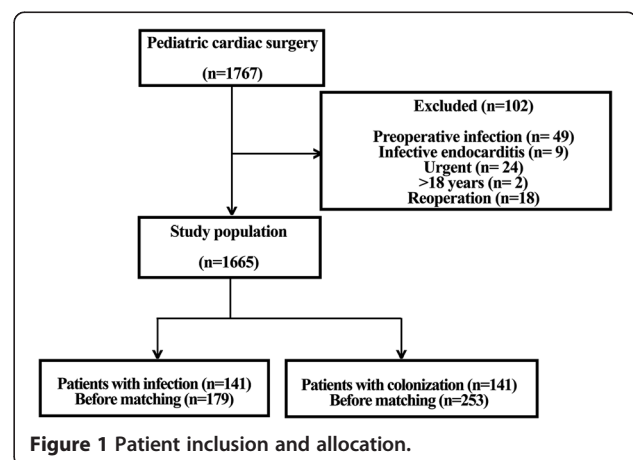 Pediatric cardiac surgery
(n=1767)
Excluded (n=102)
Preoperative infection (n= 49)
Infective endocarditis (n= 9)
Urgent (n= 24)
>18 years (n= 2)
Reoperation (n=18)
Study population
(n=1665)
Patients with infection (n=141)
Before matching (n=179)
Patients with colonization (n=141)
Before matching (n=253)
Figure 1 Patient inclusion and allocation.